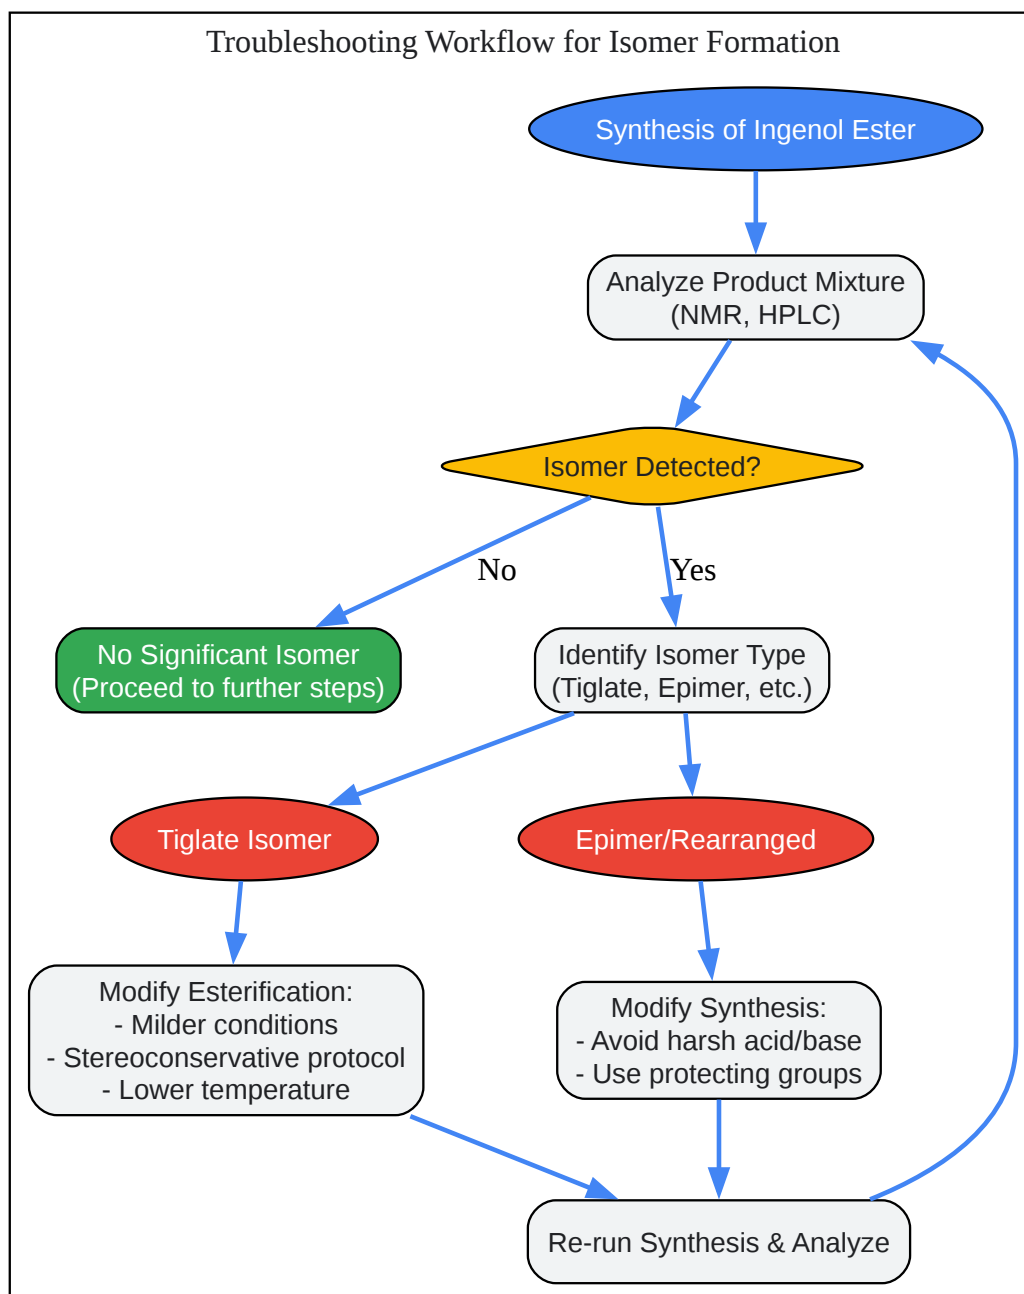 Troubleshooting Workflow for Isomer Formation
Synthesis of Ingenol Ester
Analyze Product Mixture
(NMR, HPLC)
Isomer Detected?
No
Yes
No Significant Isomer
(Proceed to further steps)
Identify Isomer Type
(Tiglate, Epimer, etc.)
Tiglate Isomer
Epimer/Rearranged
Modify Esterification:
- Milder conditions
- Stereoconservative protocol
- Lower temperature
Modify Synthesis:
- Avoid harsh acid/base
- Use protecting groups
Re-run Synthesis & Analyze